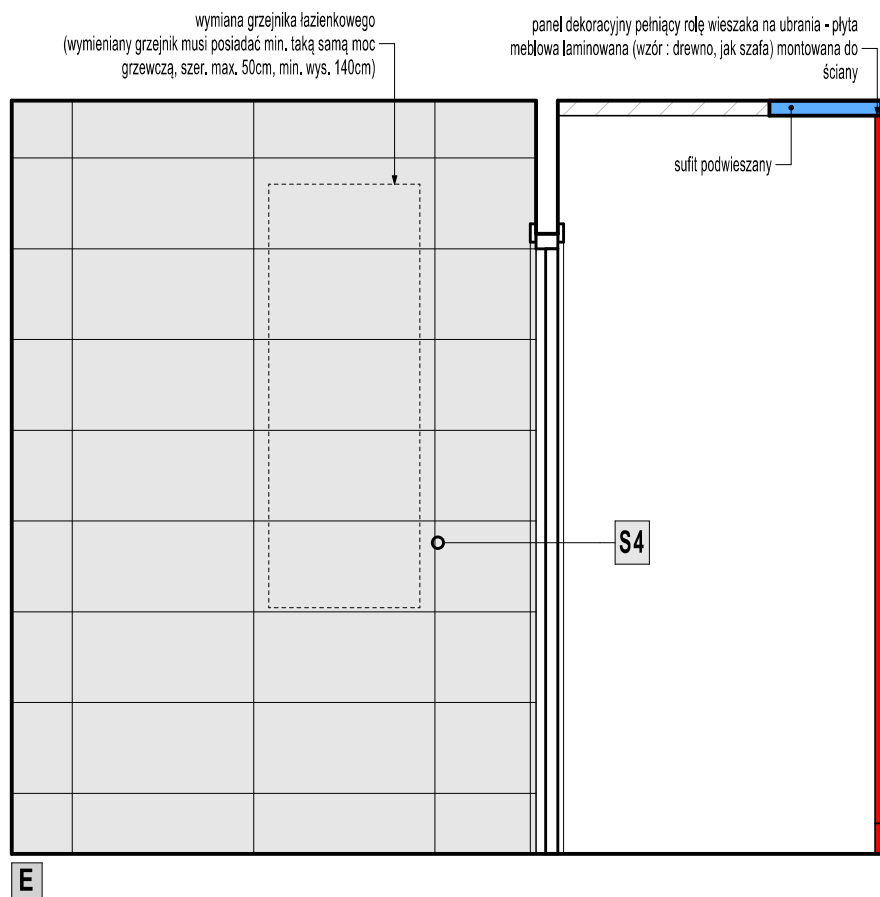 wymiana grzejnika łazienkowego
(wymieniany grzejnik musi posiadać min. taką samą moc
grzewczą, szer. max. 50cm, min. wys. 140cm)
panel dekoracyjny pełniący rolę wieszaka na ubrania - płyta
meblowa laminowana (wzór : drewno, jak szafa) montowana do
ściany
sufit podwieszany
S4
E